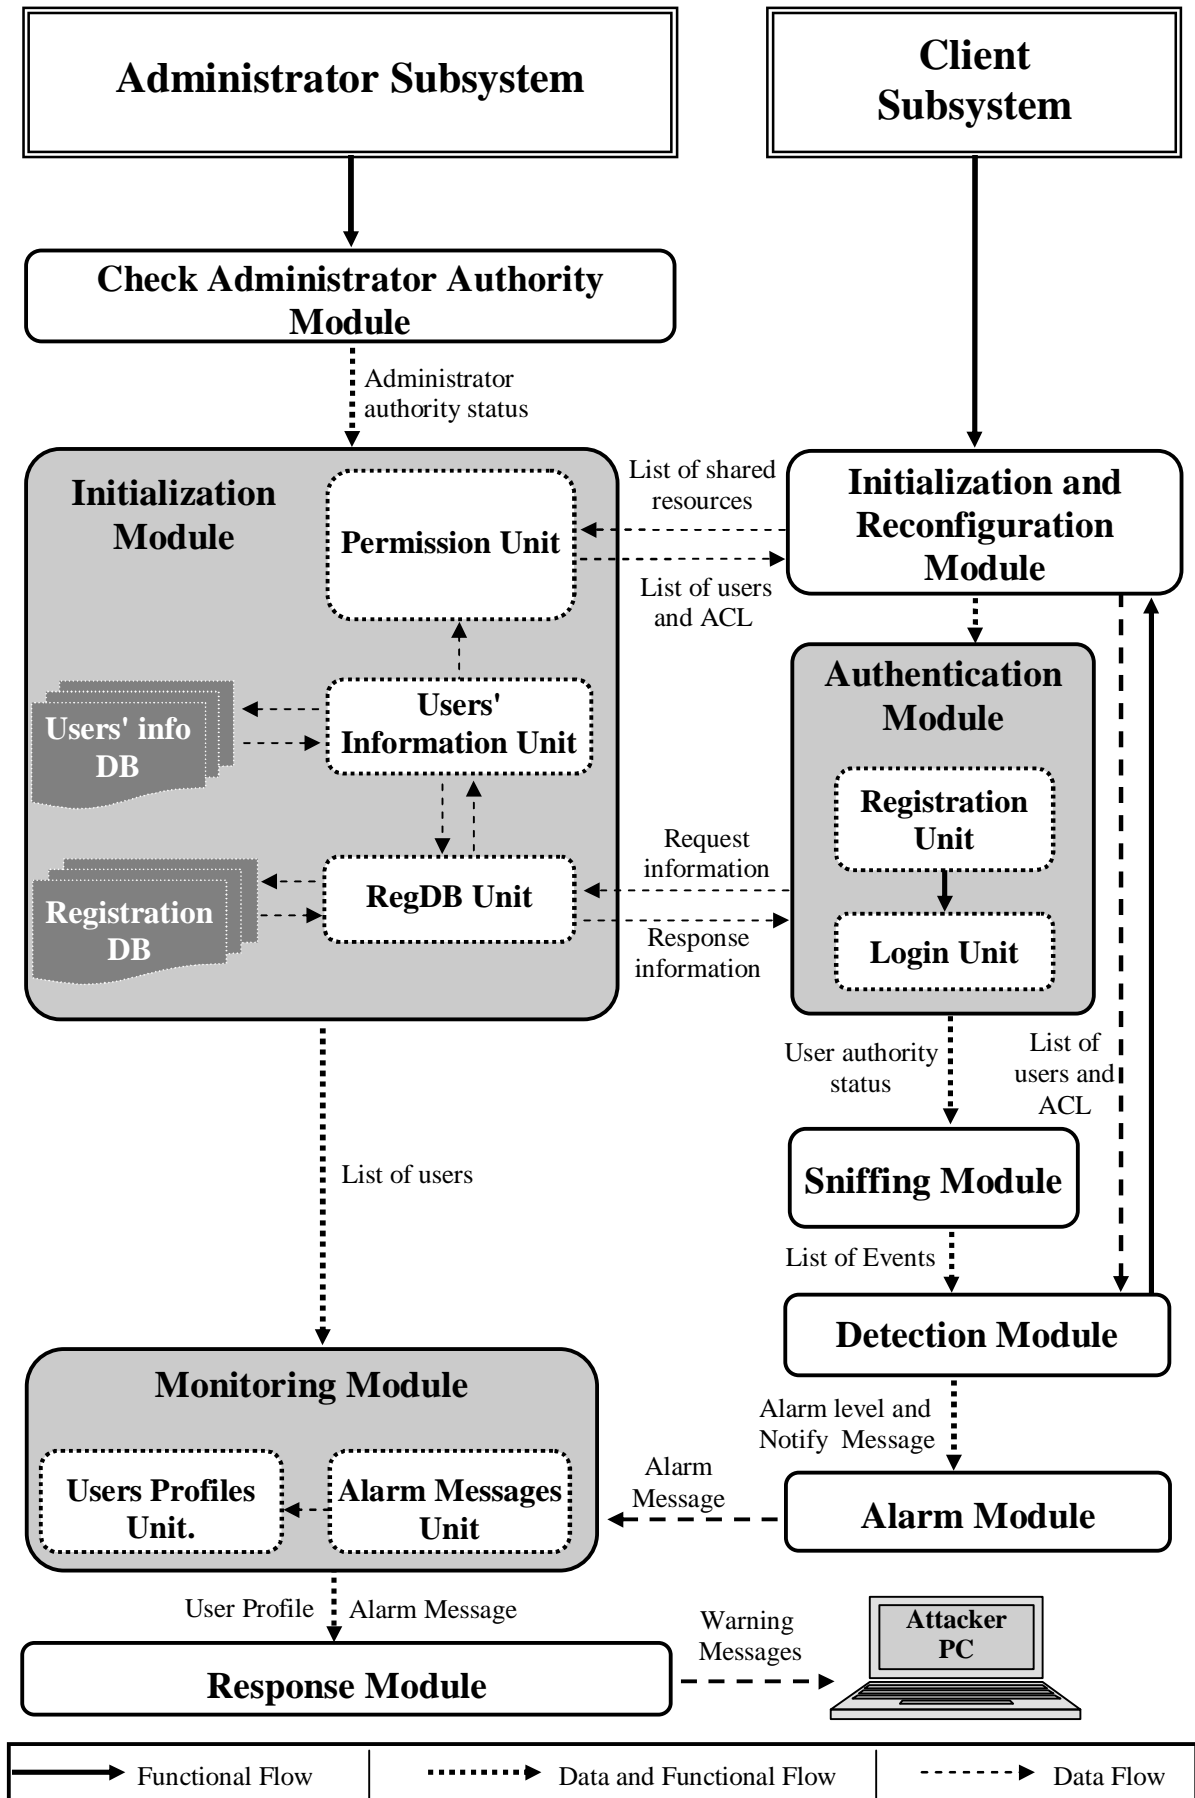 Administrator Subsystem
Client
Subsystem
Check Administrator Authority
Module
Administrator
authority status
Initialization
Module
Permission Unit
List of shared
resources
List of users
and ACL
Initialization and
Reconfiguration
Module
Users' info
DB
Users'
Information Unit
Authentication
Module
Registration
Unit
Login Unit
Registration
DB
RegDB Unit
Request
information
Response
information
User authority
status
List of
users and
ACL
List of users
Sniffing Module
List of Events
Detection Module
Monitoring Module
Users Profiles
Unit.
Alarm Messages
Unit
Alarm level and
Notify Message
Alarm
Message
Alarm Module
User Profile
Alarm Message
Response Module
Warning
Messages
Attacker
PC
Functional Flow
Data and Functional Flow
Data Flow